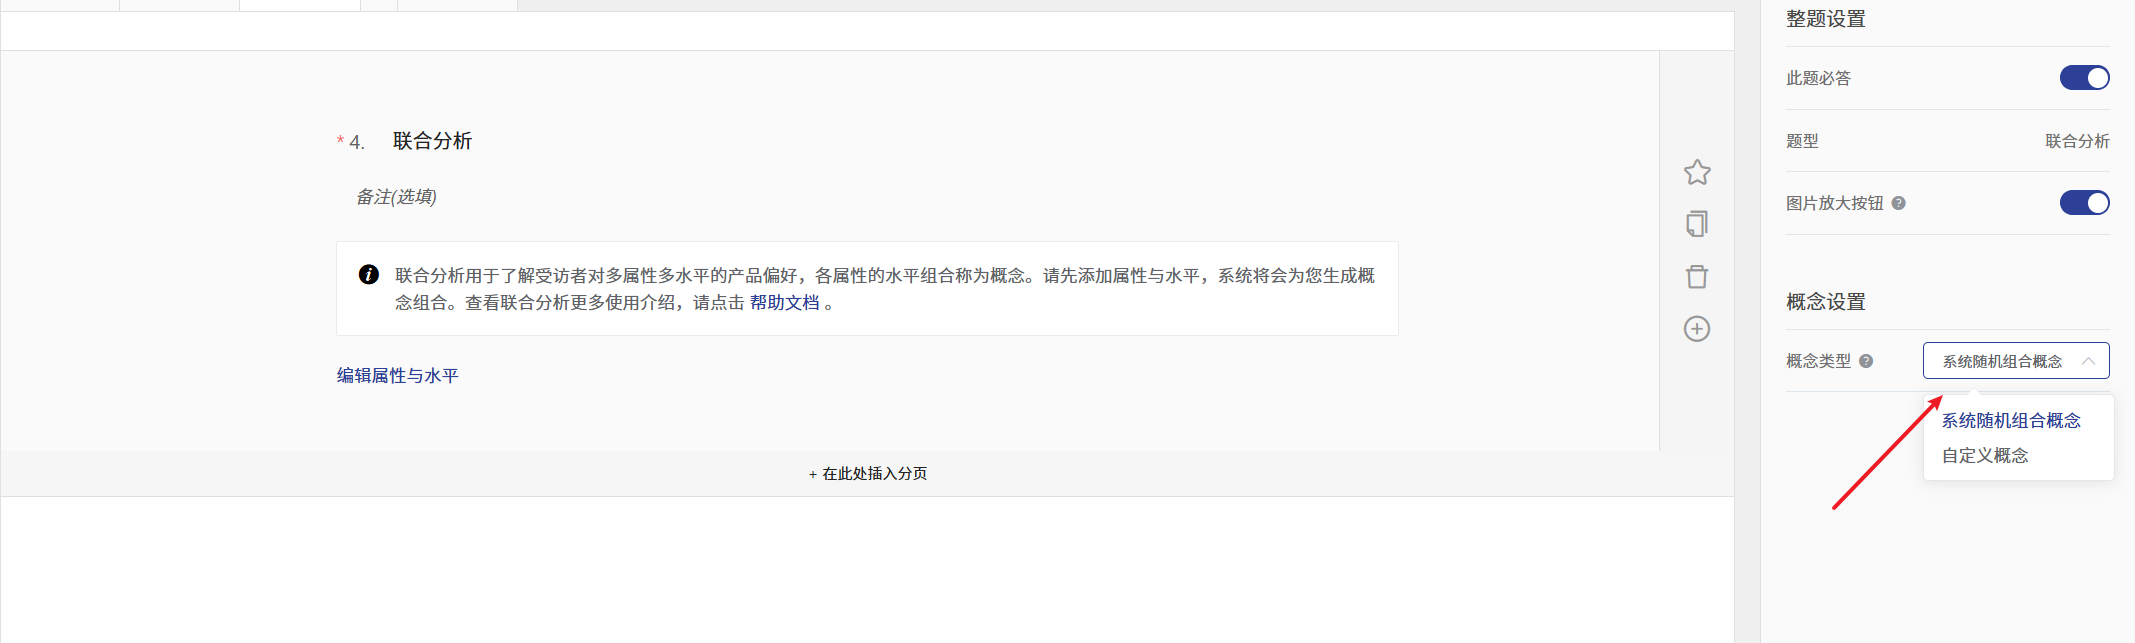 * 4. 联合分析
备注(选填)
联合分析用于了解受访者对多属性多水平的产品偏好，各属性的水平组合称为概念。请先添加属性与水平，系统将会为您生成概
念组合。查看联合分析更多使用介绍，请点击 帮助文档 。
编辑属性与水平
+ 在此处插入分页
整题设置
此题必答
题型 联合分析
图片放大按钮
概念设置
概念类型 系统随机组合概念
系统随机组合概念
自定义概念